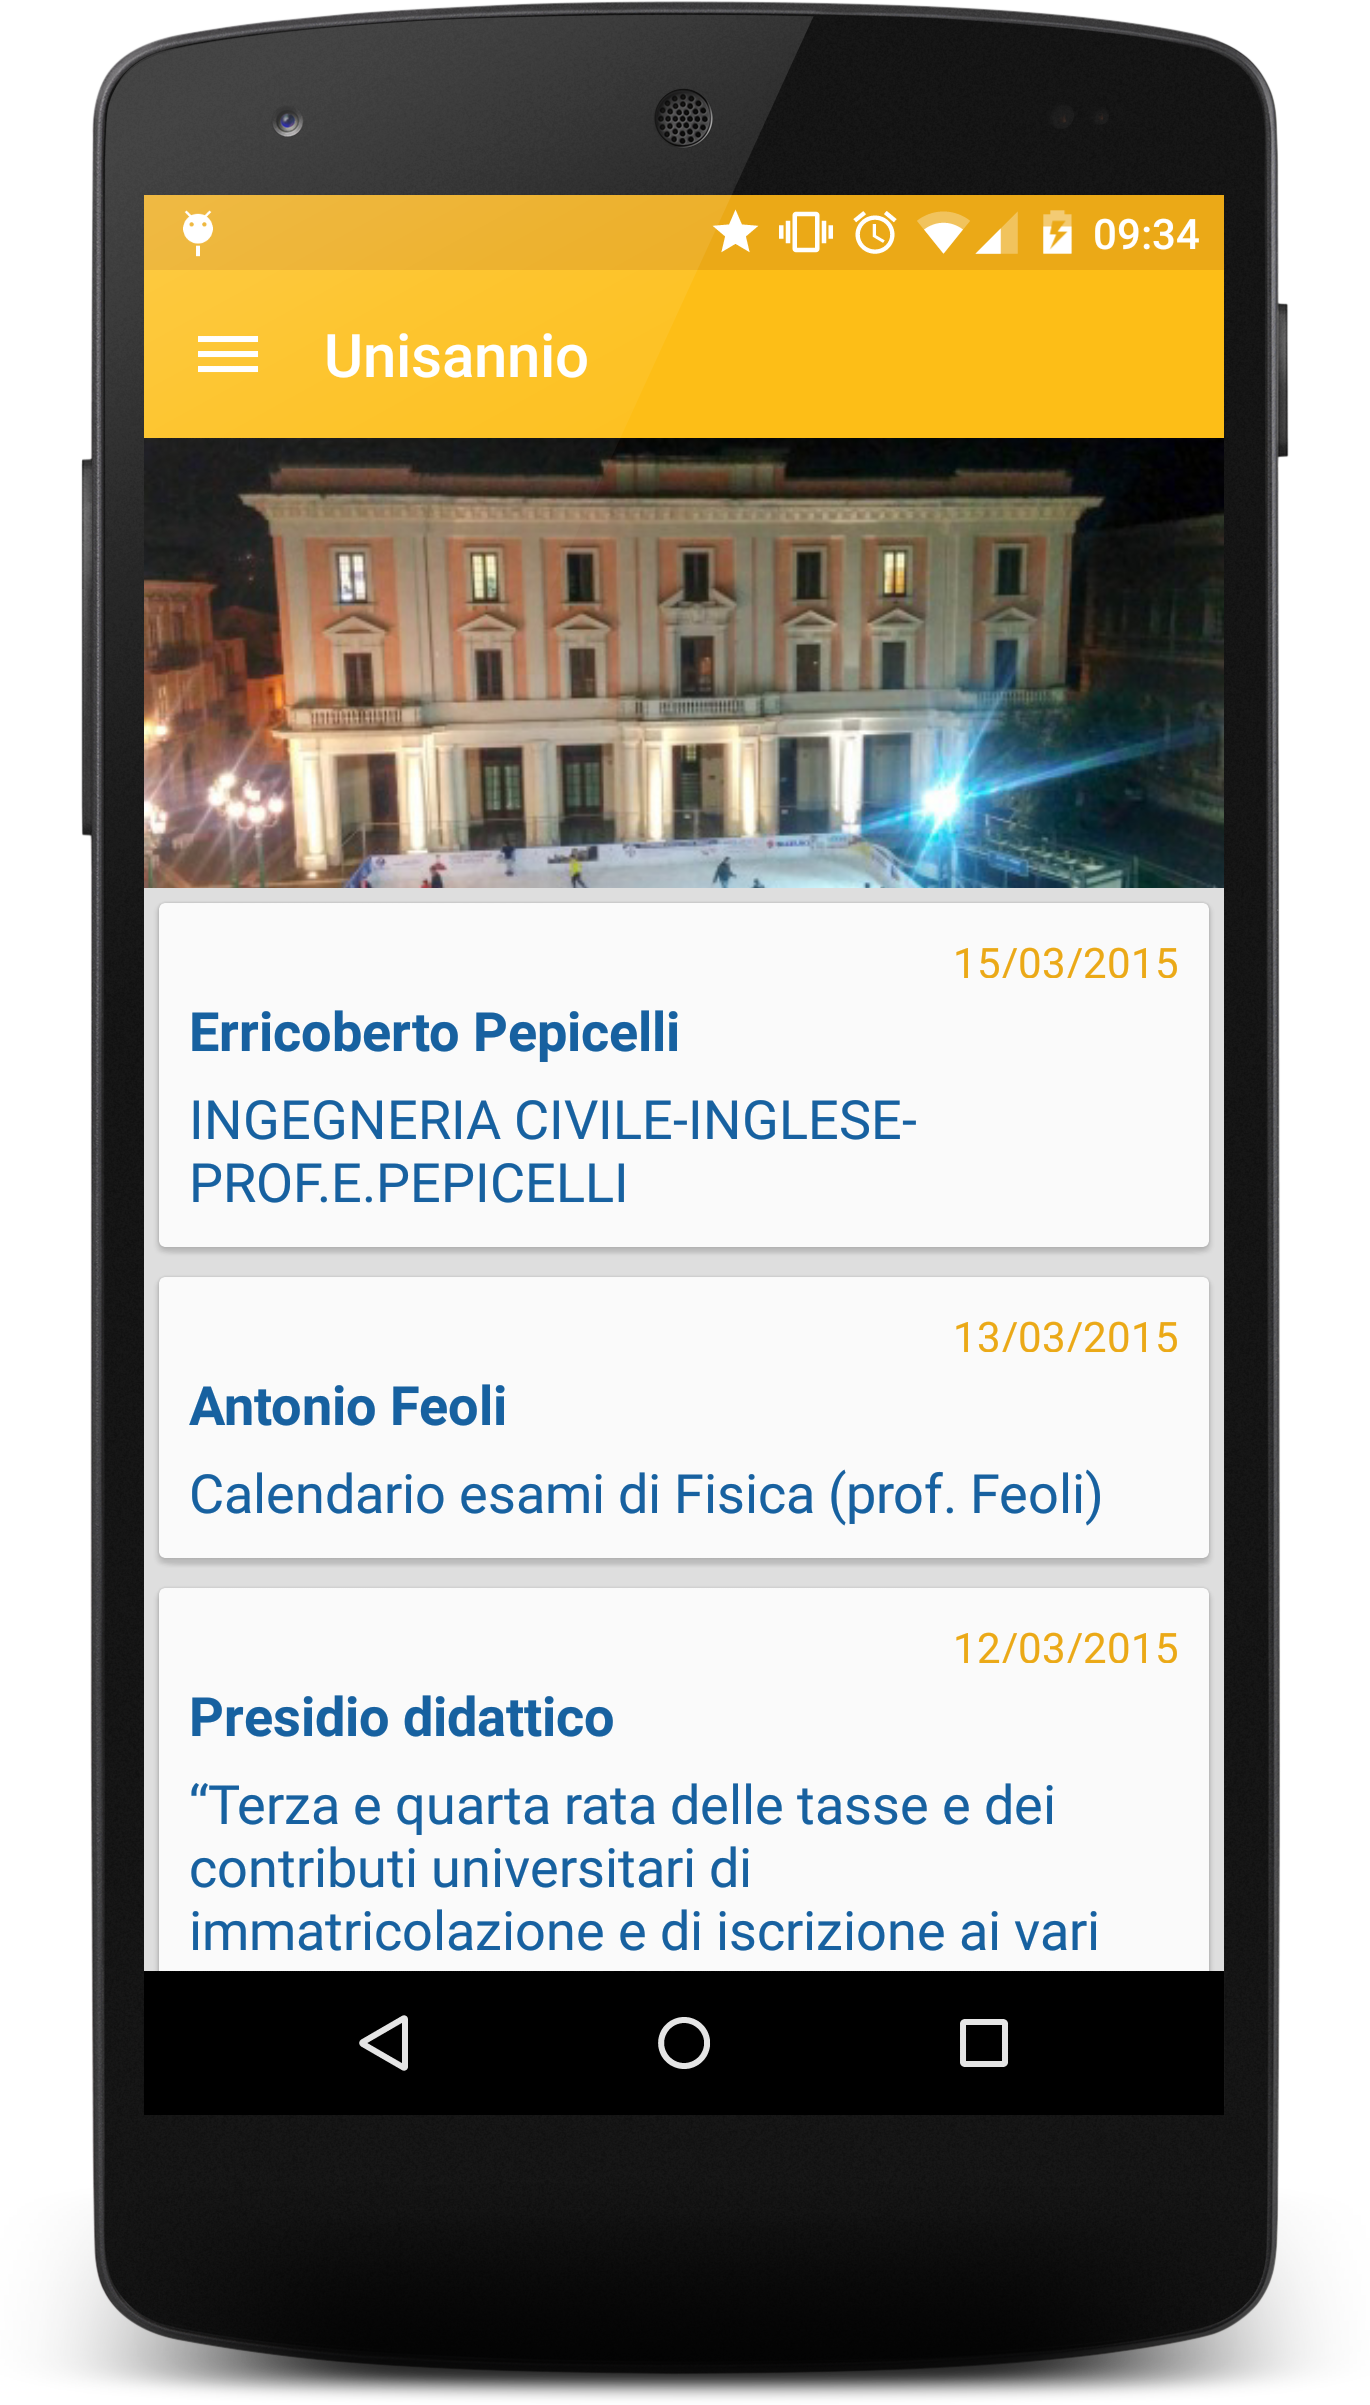 09:34
Unisannio
15/03/2015
Erricoberto Pepicelli
INGEGNERIA CIVILE-INGLESE-
PROF.E.PEPICELLI
13/03/2015
Antonio Feoli
Calendario esami di Fisica (prof. Feoli)
12/03/2015
Presidio didattico
“Terza e quarta rata delle tasse e dei
contributi universitari di
immatricolazione e di iscrizione ai vari